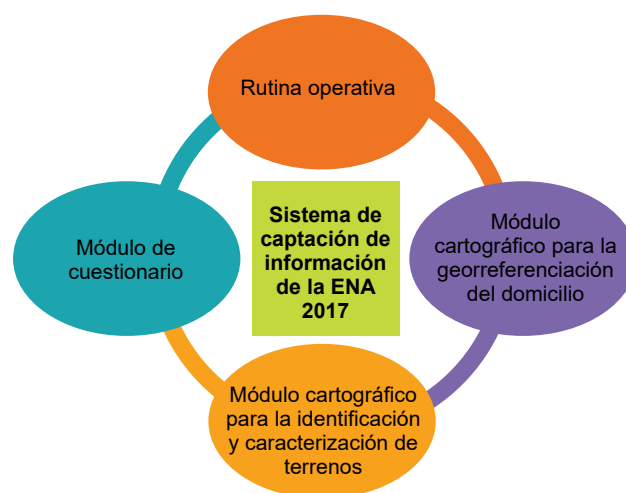 Rutina operativa
Módulo de
cuestionario
Sistema de
captación de
información
de la ENA
2017
Módulo
cartográfico para la
georreferenciación
del domicilio
Módulo cartográfico
para la identificación
y caracterización de
terrenos